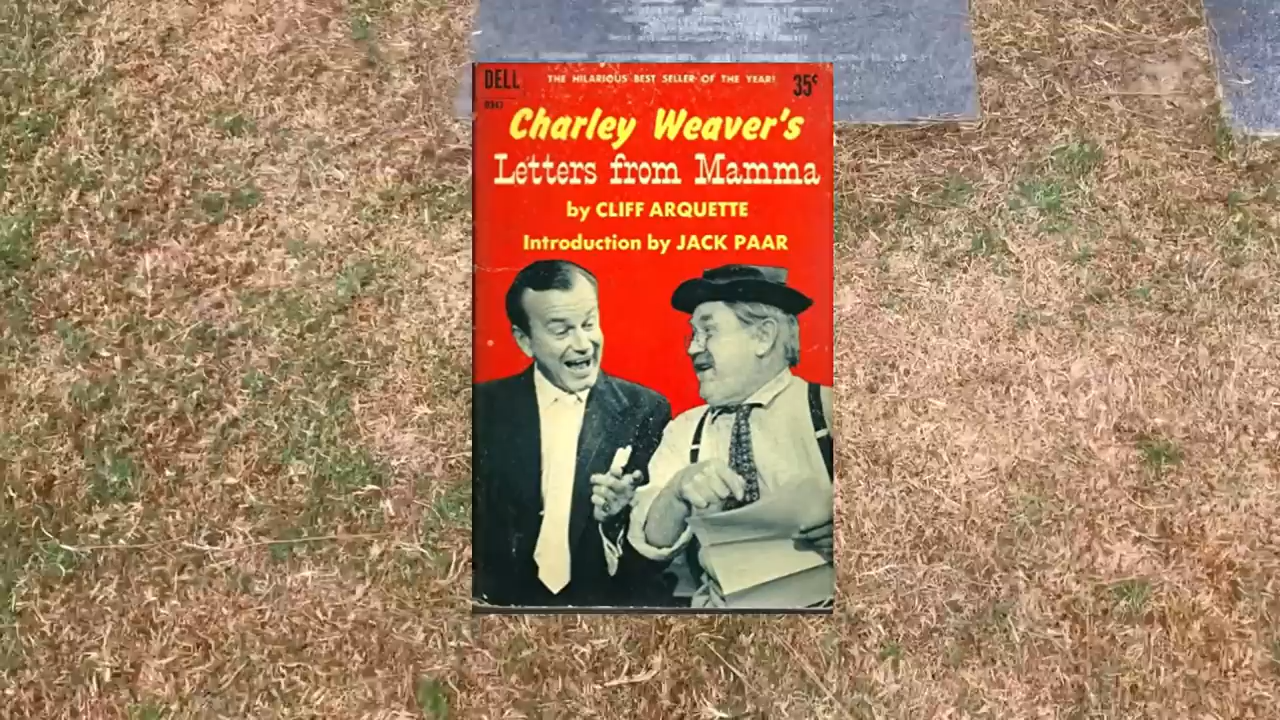 DELL THE HILARIOUS BEST SELLER OF THE YEAR! 35¢
D347
Charley Weaver's
Letters from Mamma
by CLIFF ARQUETTE
Introduction by JACK PAAR